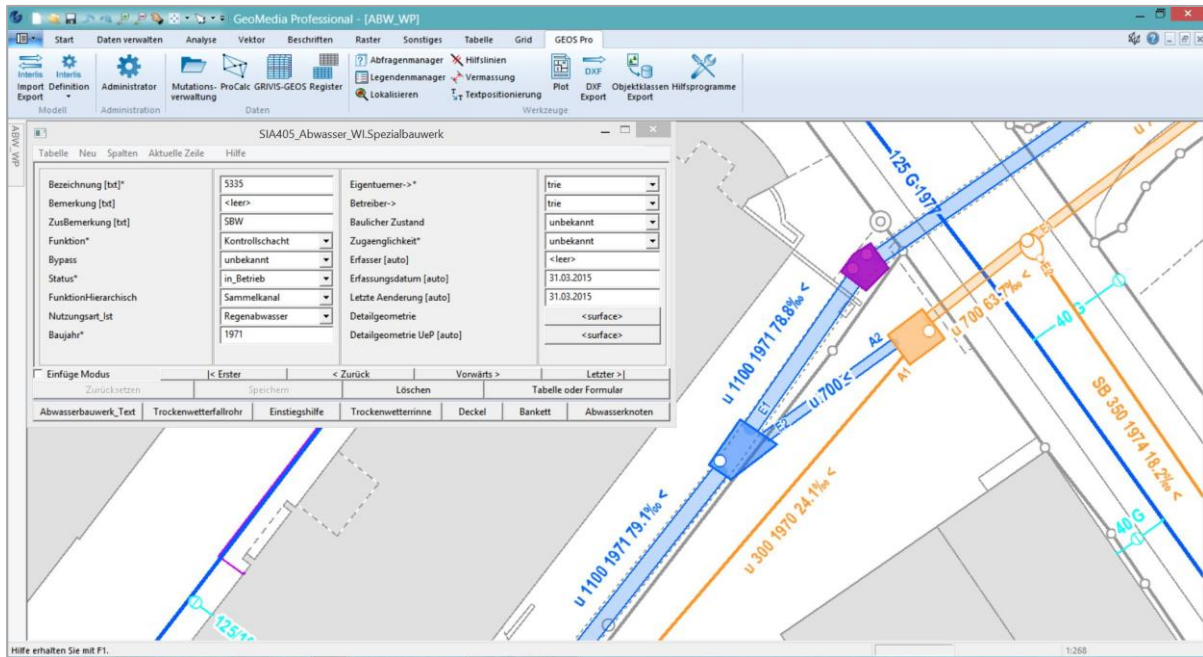 GeoMedia Professional - [ABW_WP]
Start Daten verwalten Analyse Vektor Beschriften Raster Sonstiges Tabelle Grid GEOS Pro
Interlis Import Export
Interlis Definition
Administrator
Mutations-verwaltung
ProCalc
GRIVIS-GEOS
Register
Abfragenmanager
Legendenmanager
Lokalisieren
Hilfslinien
Vermassung
Textpositionierung
Plot
DXF
DXF Export
Objektklassen Export
Hilfsprogramme
Modell Administration Daten Werkzeuge
ABW_WP
SIA405_Abwasser_WI.Spezialbauwerk
Tabelle Neu Spalten Aktuelle Zeile Hilfe
Bezeichnung [txt]* 5335 Eigentuemer->* trie
Bemerkung [txt] <leer> Betreiber-> trie
ZusBemerkung [txt] SBW Baulicher Zustand unbekannt
Funktion* Kontrollschacht Zugaenglichkeit* unbekannt
Bypass unbekannt Erfasser [auto] <leer>
Status* in_Betrieb Erfassungsdatum [auto] 31.03.2015
FunktionHierarchisch Sammelkanal Letzte Aenderung [auto] 31.03.2015
Nutzungsart_Ist Regenabwasser Detailgeometrie <surface>
Baujahr* 1971 Detailgeometrie UeP [auto] <surface>
Einfüge Modus |< Erster < Zurück Vorwärts > Letzter >|
Zurücksetzen Speichern Löschen Tabelle oder Formular
Abwasserbauwerk_Text Trockenwetterfallrohr Einstiegshilfe Trockenwetterrinne Deckel Bankett Abwasserknoten
125 G 1977
E1
E2
u 700 63.7‰ <
40 G
u 1100 1971 78.8‰ <
A2
A1
u 700 <
E1
E2
SB 350 1974 18.2‰ <
u 300 1970 24.1‰ <
u 1100 1971 79.1‰ <
40 G
Hilfe erhalten Sie mit F1.
1:268